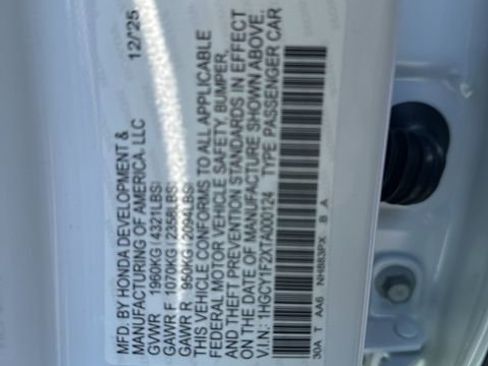 MFD. BY HONDA DEVELOPMENT &
MANUFACTURING OF AMERICA, LLC 12/'25
GVWR 1960KG(4321LBS)
GAWR F 1070KG(2358LBS)
GAWR R 950KG(2094LBS)
THIS VEHICLE CONFORMS TO ALL APPLICABLE
FEDERAL MOTOR VEHICLE SAFETY, BUMPER,
AND THEFT PREVENTION STANDARDS IN EFFECT
ON THE DATE OF MANUFACTURE SHOWN ABOVE.
V.I.N: 1HGCY1F2XTA000124 TYPE PASSENGER CAR
30A T AA6 NH883PX B A